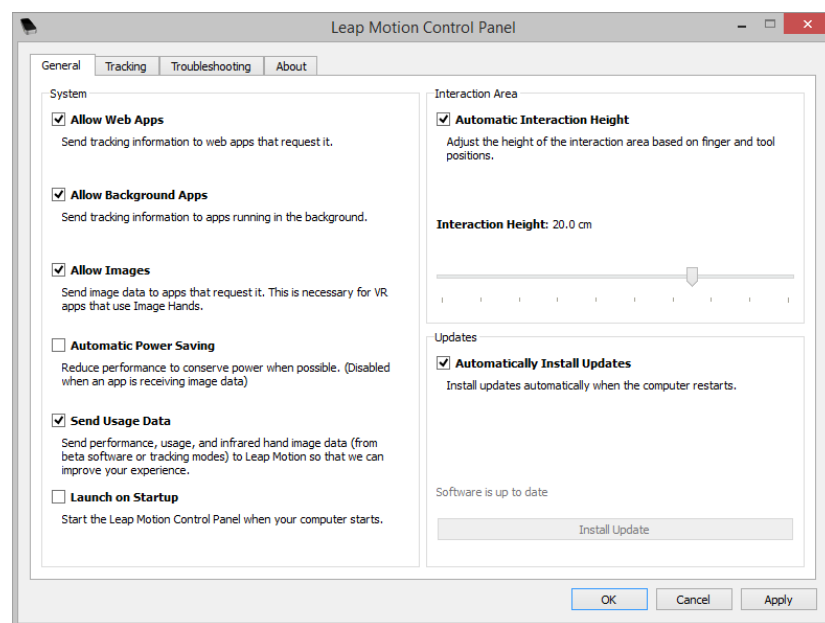 Leap Motion Control Panel
General
Tracking
Troubleshooting
About
System
Allow Web Apps
Send tracking information to web apps that request it.
Allow Background Apps
Send tracking information to apps running in the background.
Allow Images
Send image data to apps that request it. This is necessary for VR
apps that use Image Hands.
Automatic Power Saving
Reduce performance to conserve power when possible. (Disabled
when an app is receiving image data)
Send Usage Data
Send performance, usage, and infrared hand image data (from
beta software or tracking modes) to Leap Motion so that we can
improve your experience.
Launch on Startup
Start the Leap Motion Control Panel when your computer starts.
Interaction Area
Automatic Interaction Height
Adjust the height of the interaction area based on finger and tool
positions.
Interaction Height: 20.0 cm
Updates
Automatically Install Updates
Install updates automatically when the computer restarts.
Software is up to date
Install Update
OK
Cancel
Apply